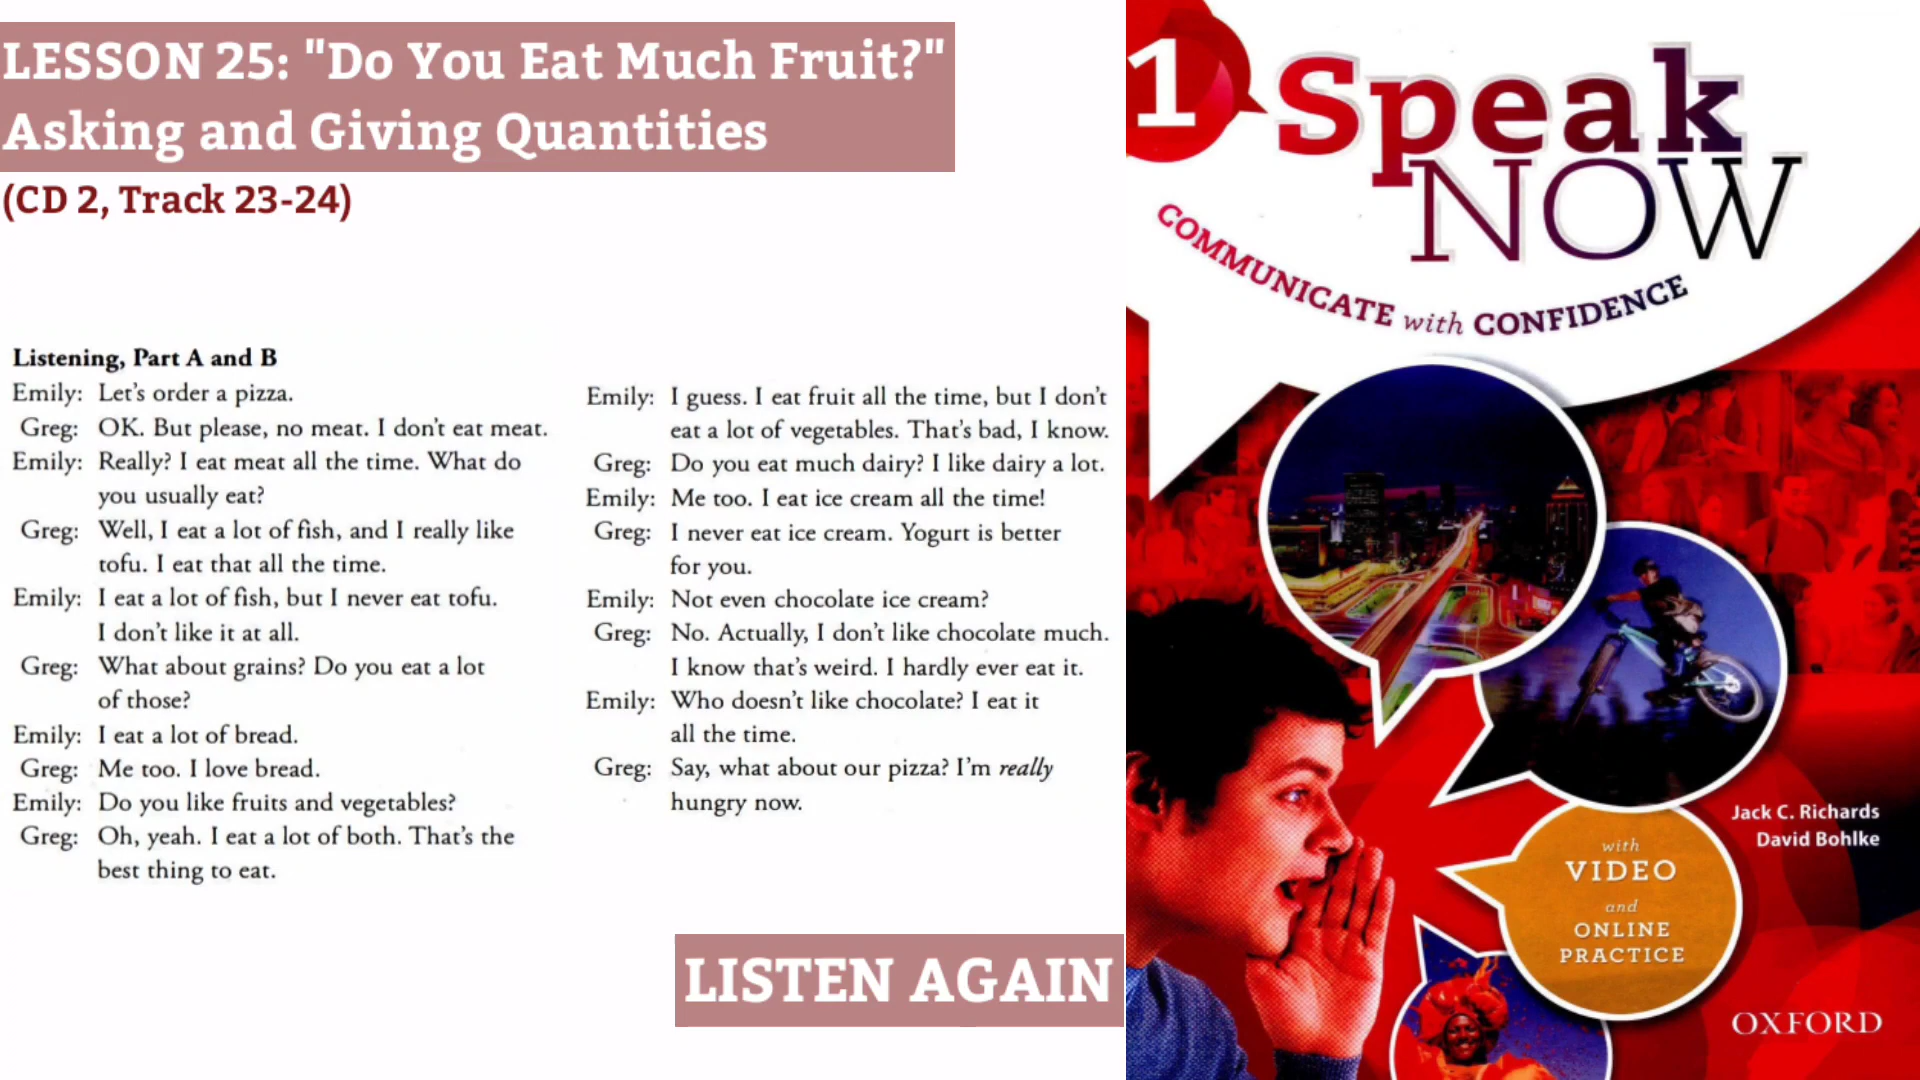 LESSON 25: "Do You Eat Much Fruit?"
Asking and Giving Quantities
(CD 2, Track 23-24)
Listening, Part A and B
Emily: Let's order a pizza.
Greg: OK. But please, no meat. I don't eat meat.
Emily: Really? I eat meat all the time. What do
you usually eat?
Greg: Well, I eat a lot of fish, and I really like
tofu. I eat that all the time.
Emily: I eat a lot of fish, but I never eat tofu.
I don't like it at all.
Greg: What about grains? Do you eat a lot
of those?
Emily: I eat a lot of bread.
Greg: Me too. I love bread.
Emily: Do you like fruits and vegetables?
Greg: Oh, yeah. I eat a lot of both. That's the
best thing to eat.
Emily: I guess. I eat fruit all the time, but I don't
eat a lot of vegetables. That's bad, I know.
Greg: Do you eat much dairy? I like dairy a lot.
Emily: Me too. I eat ice cream all the time!
Greg: I never eat ice cream. Yogurt is better
for you.
Emily: Not even chocolate ice cream?
Greg: No. Actually, I don't like chocolate much.
I know that's weird. I hardly ever eat it.
Emily: Who doesn't like chocolate? I eat it
all the time.
Greg: Say, what about our pizza? I'm really
hungry now.
LISTEN AGAIN
1
Speak
NOW
COMMUNICATE with CONFIDENCE
Jack C. Richards
David Bohlke
with
VIDEO
and
ONLINE
PRACTICE
OXFORD